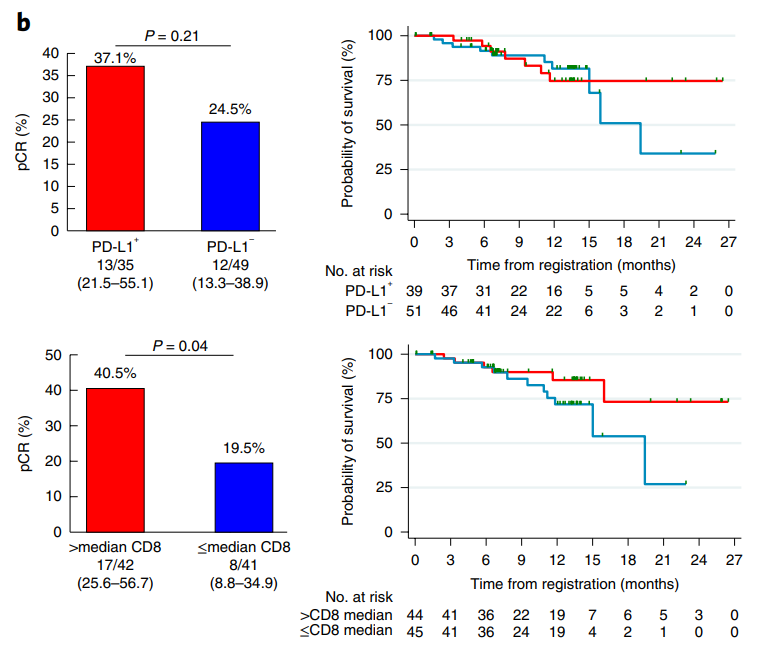 b
P = 0.21
40
35
30
25
20
15
10
5
0
pCR (%)
37.1%
24.5%
PD-L1+
PD-L1−
13/35
12/49
(21.5–55.1)
(13.3–38.9)
100
75
50
25
0
Probability of survival (%)
0 3 6 9 12 15 18 21 24 27
Time from registration (months)
No. at risk
PD-L1+ 39 37 31 22 16 5 5 4 2 0
PD-L1− 51 46 41 24 22 6 3 2 1 0
P = 0.04
50
40
30
20
10
0
pCR (%)
40.5%
19.5%
>median CD8
≤median CD8
17/42
8/41
(25.6–56.7)
(8.8–34.9)
100
75
50
25
0
Probability of survival (%)
0 3 6 9 12 15 18 21 24 27
Time from registration (months)
No. at risk
>CD8 median 44 41 36 22 19 7 6 5 3 0
≤CD8 median 45 41 36 24 19 4 2 1 0 0